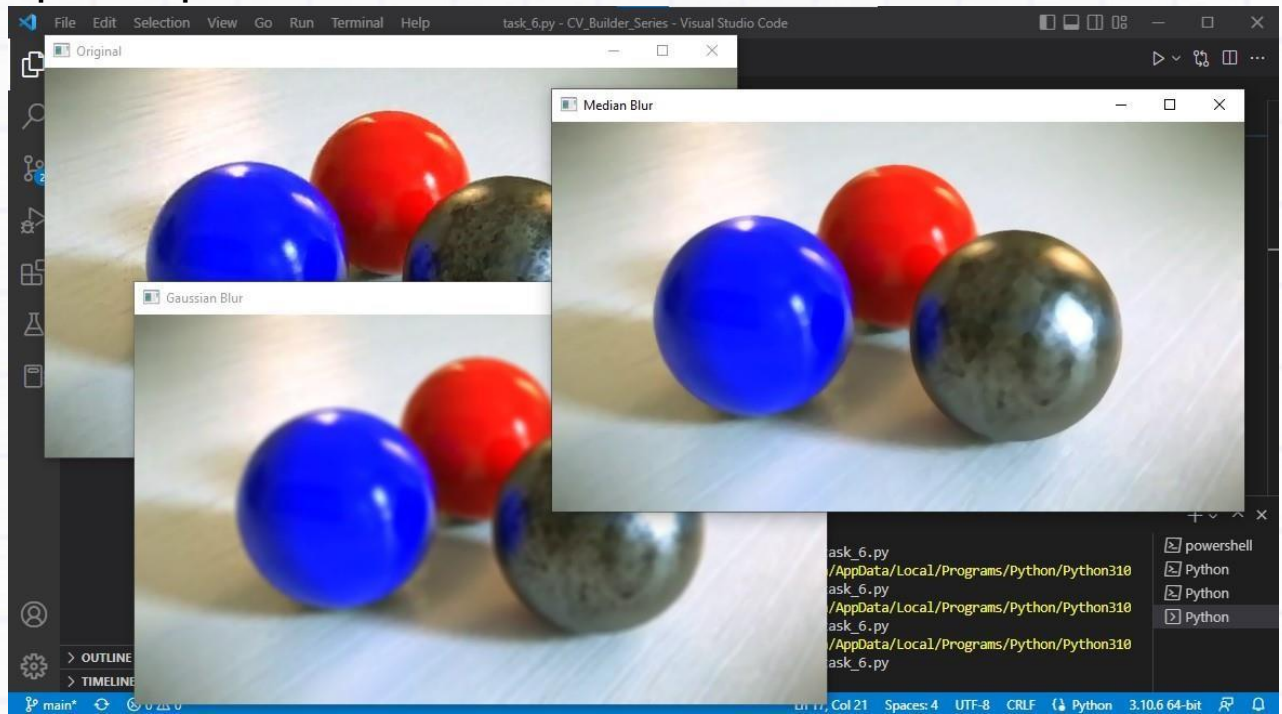 File Edit Selection View Go Run Terminal Help task_6.py - CV_Builder_Series - Visual Studio Code
Original
Median Blur
2
Gaussian Blur
powershell
ask_6.py
Python
/AppData/Local/Programs/Python/Python310
ask_6.py
Python
/AppData/Local/Programs/Python/Python310
Python
ask_6.py
/AppData/Local/Programs/Python/Python310
ask_6.py
OUTLINE
TIMELINE
main* Col 21 Spaces: 4 UTF-8 CRLF Python 3.10.6 64-bit